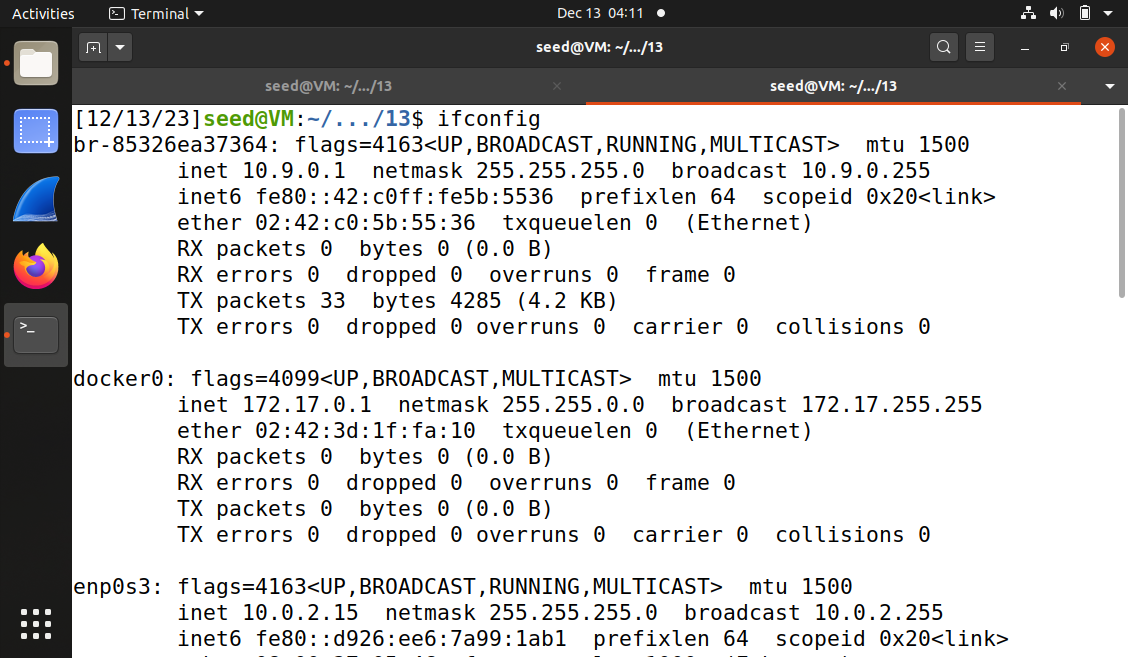 Activities Terminal Dec 13 04:11
seed@VM: ~/.../13
seed@VM: ~/.../13 seed@VM: ~/.../13
[12/13/23]seed@VM:~/.../13$ ifconfig
br-85326ea37364: flags=4163<UP,BROADCAST,RUNNING,MULTICAST>  mtu 1500
        inet 10.9.0.1  netmask 255.255.255.0  broadcast 10.9.0.255
        inet6 fe80::42:c0ff:fe5b:5536  prefixlen 64  scopeid 0x20<link>
        ether 02:42:c0:5b:55:36  txqueuelen 0  (Ethernet)
        RX packets 0  bytes 0 (0.0 B)
        RX errors 0  dropped 0  overruns 0  frame 0
        TX packets 33  bytes 4285 (4.2 KB)
        TX errors 0  dropped 0 overruns 0  carrier 0  collisions 0

docker0: flags=4099<UP,BROADCAST,MULTICAST>  mtu 1500
        inet 172.17.0.1  netmask 255.255.0.0  broadcast 172.17.255.255
        ether 02:42:3d:1f:fa:10  txqueuelen 0  (Ethernet)
        RX packets 0  bytes 0 (0.0 B)
        RX errors 0  dropped 0  overruns 0  frame 0
        TX packets 0  bytes 0 (0.0 B)
        TX errors 0  dropped 0 overruns 0  carrier 0  collisions 0

enp0s3: flags=4163<UP,BROADCAST,RUNNING,MULTICAST>  mtu 1500
        inet 10.0.2.15  netmask 255.255.255.0  broadcast 10.0.2.255
        inet6 fe80::d926:ee6:7a99:1ab1  prefixlen 64  scopeid 0x20<link>